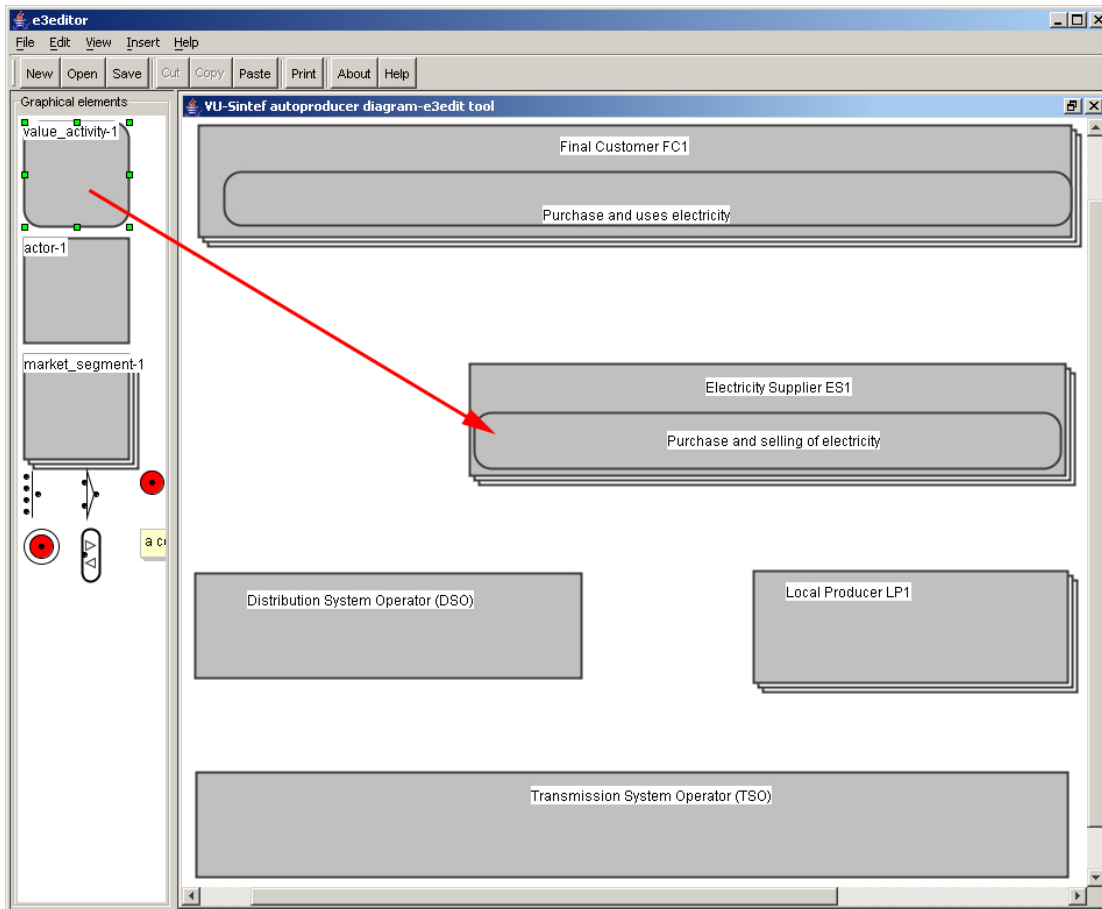 e3editor
File Edit View Insert Help
New Open Save Cut Copy Paste Print About Help
Graphical elements
value_activity-1
actor-1
market_segment-1
VU-Sintef autoproducer diagram-e3edit tool
Final Customer FC1
Purchase and uses electricity
Electricity Supplier ES1
Purchase and selling of electricity
Distribution System Operator (DSO)
Local Producer LP1
Transmission System Operator (TSO)